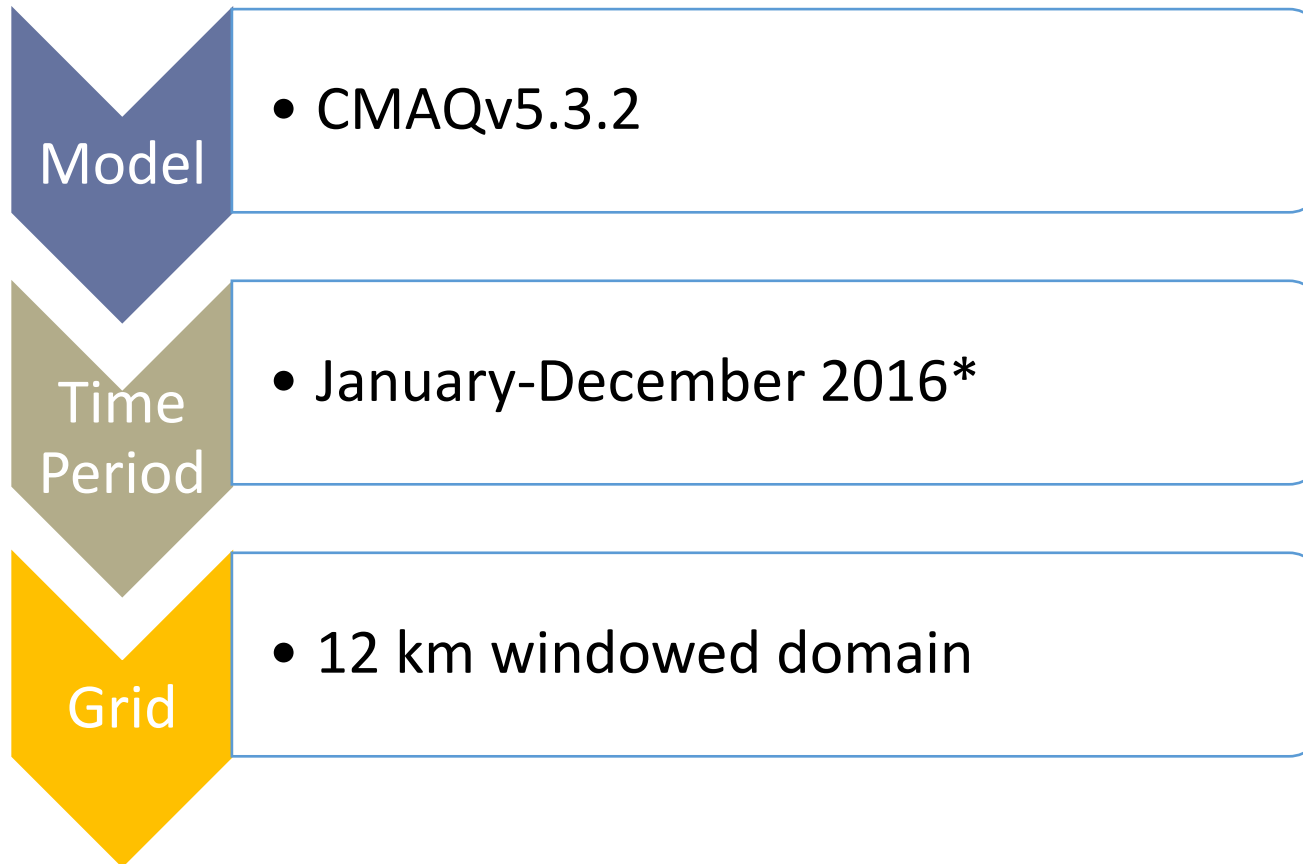 Model
• CMAQv5.3.2
Time
Period
• January-December 2016*
Grid
• 12 km windowed domain